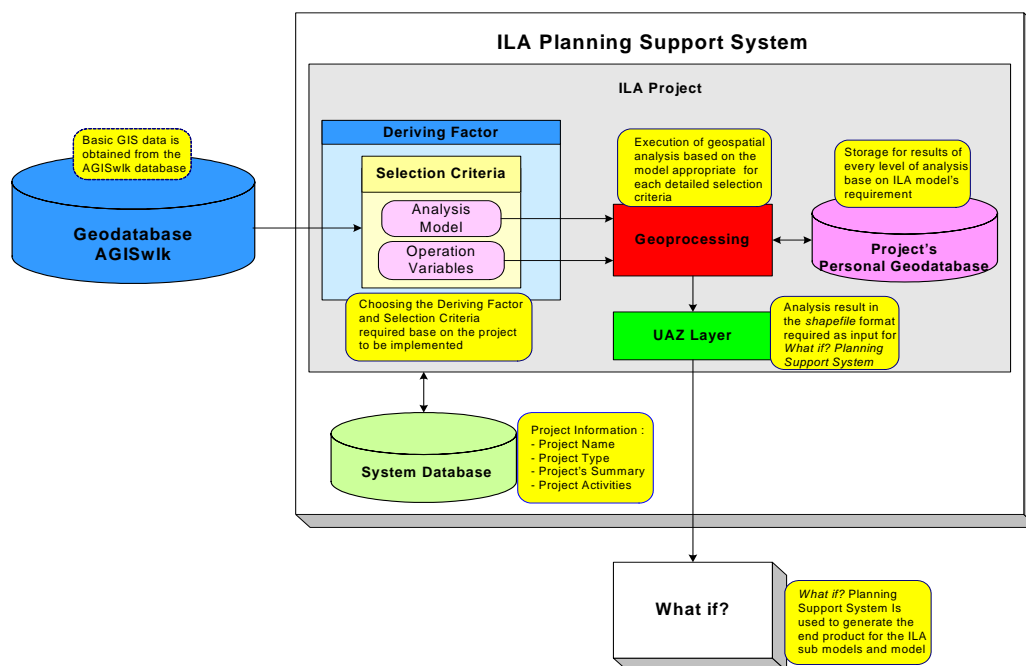 ILA Planning Support System
ILA Project
Basic GIS data is
obtained from the
AGISwlk database
Geodatabase
AGISwlk
Deriving Factor
Selection Criteria
Analysis
Model
Operation
Variables
Choosing the Deriving Factor
and Selection Criteria
required base on the project
to be implemented
Execution of geospatial
analysis based on the
model appropriate for
each detailed selection
criteria
Geoprocessing
Storage for results of
every level of analysis
base on ILA model's
requirement
Project's
Personal Geodatabase
UAZ Layer
Analysis result in
the shapefile format
required as input for
What if? Planning
Support System
System Database
Project Information :
- Project Name
- Project Type
- Project's Summary
- Project Activities
What if?
What if? Planning
Support System Is
used to generate the
end product for the ILA
sub models and model